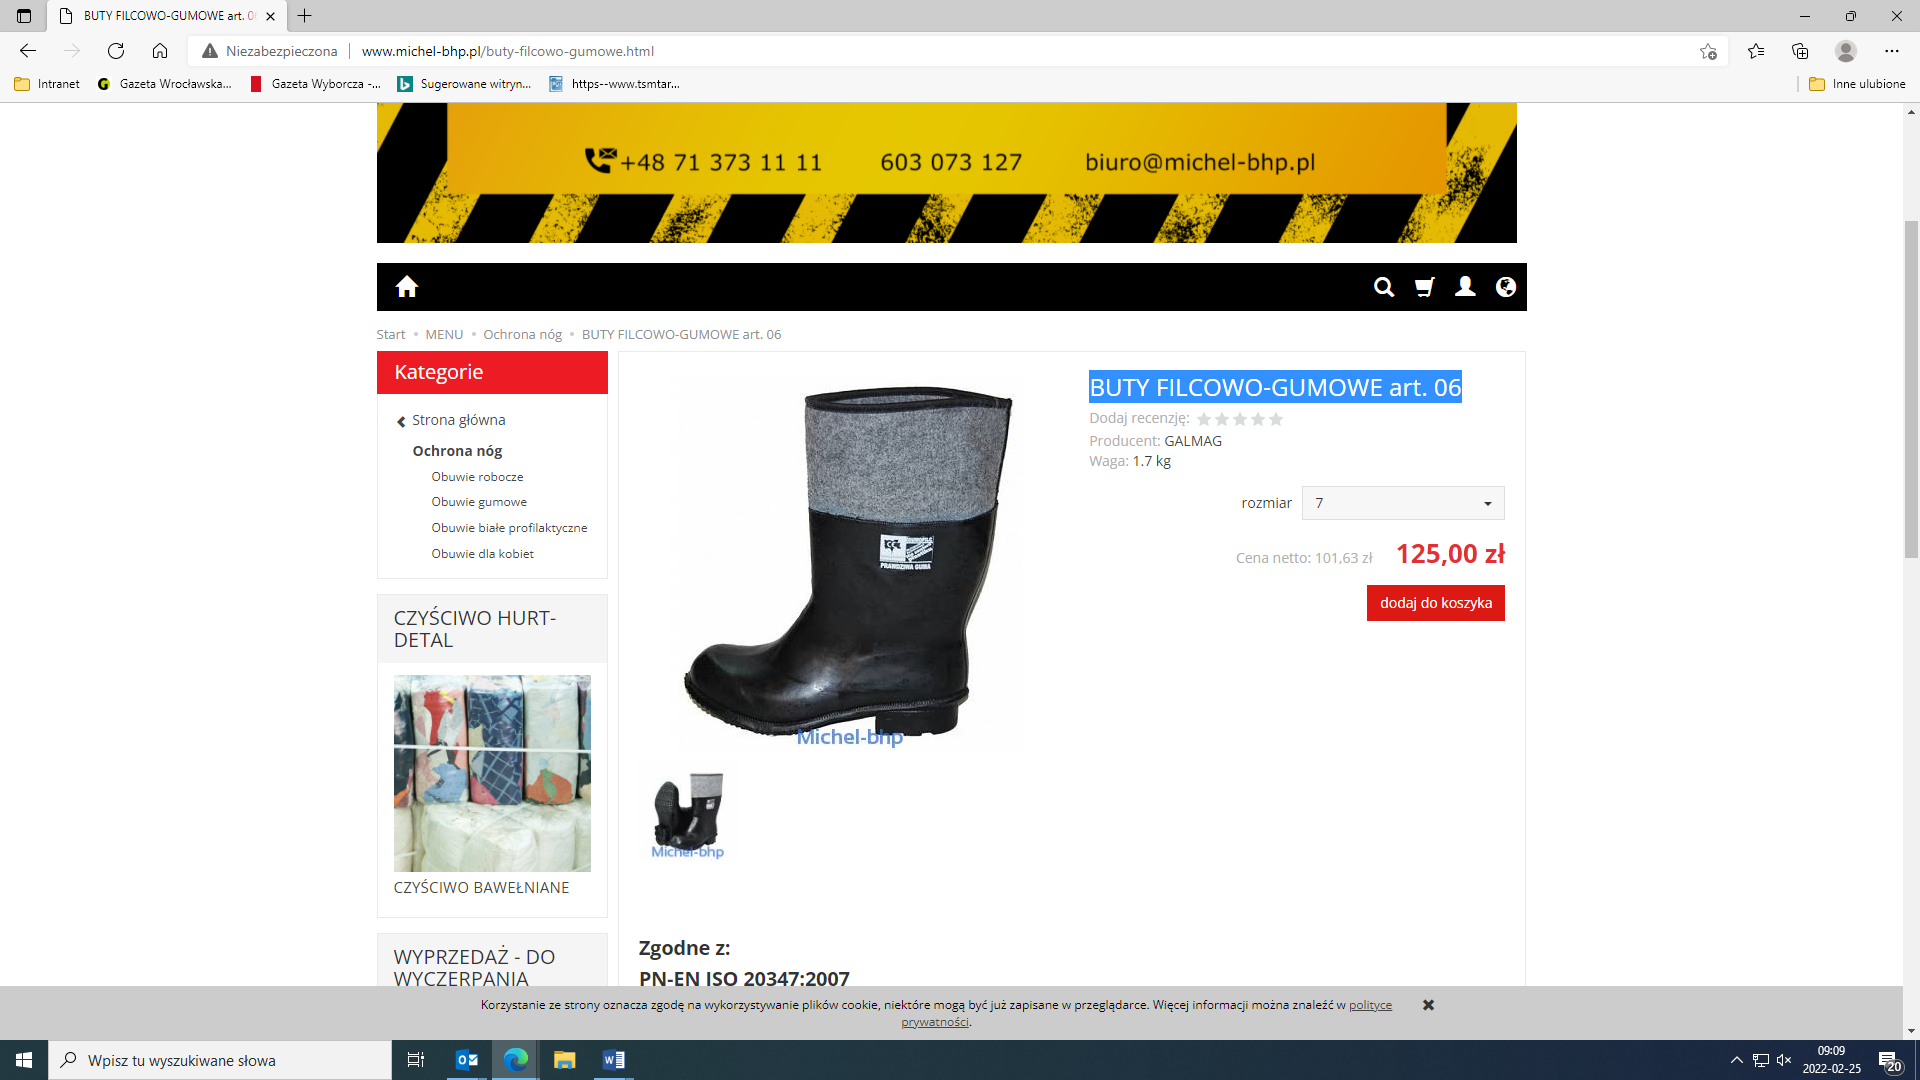 BUTY FILCOWO-GUMOWE art. 06
Niezabezpieczona
www.michel-bhp.pl/buty-filcowo-gumowe.html
Intranet
Gazeta Wrocławska...
Gazeta Wyborcza -...
Sugerowane witryn...
https--www.tsmtar...
Inne ulubione
+48 71 373 11 11 603 073 127 biuro@michel-bhp.pl
Start MENU Ochrona nóg BUTY FILCOWO-GUMOWE art. 06
Kategorie
Strona główna
Ochrona nóg
Obuwie robocze
Obuwie gumowe
Obuwie białe profilaktyczne
Obuwie dla kobiet
CZYŚCIWO HURT-
DETAL
CZYŚCIWO BAWEŁNIANE
WYPRZEDAŻ - DO
WYCZERPANIA
PRAWDZIWA GUMA
Michel-bhp
Michel-bhp
BUTY FILCOWO-GUMOWE art. 06
Dodaj recenzję:
Producent: GALMAG
Waga: 1.7 kg
rozmiar 7
Cena netto: 101,63 zł 125,00 zł
dodaj do koszyka
Zgodne z:
PN-EN ISO 20347:2007
Korzystanie ze strony oznacza zgodę na wykorzystywanie plików cookie, niektóre mogą być już zapisane w przeglądarce. Więcej informacji można znaleźć w polityce
prywatności.
Wpisz tu wyszukiwane słowa
09:09
2022-02-25
20